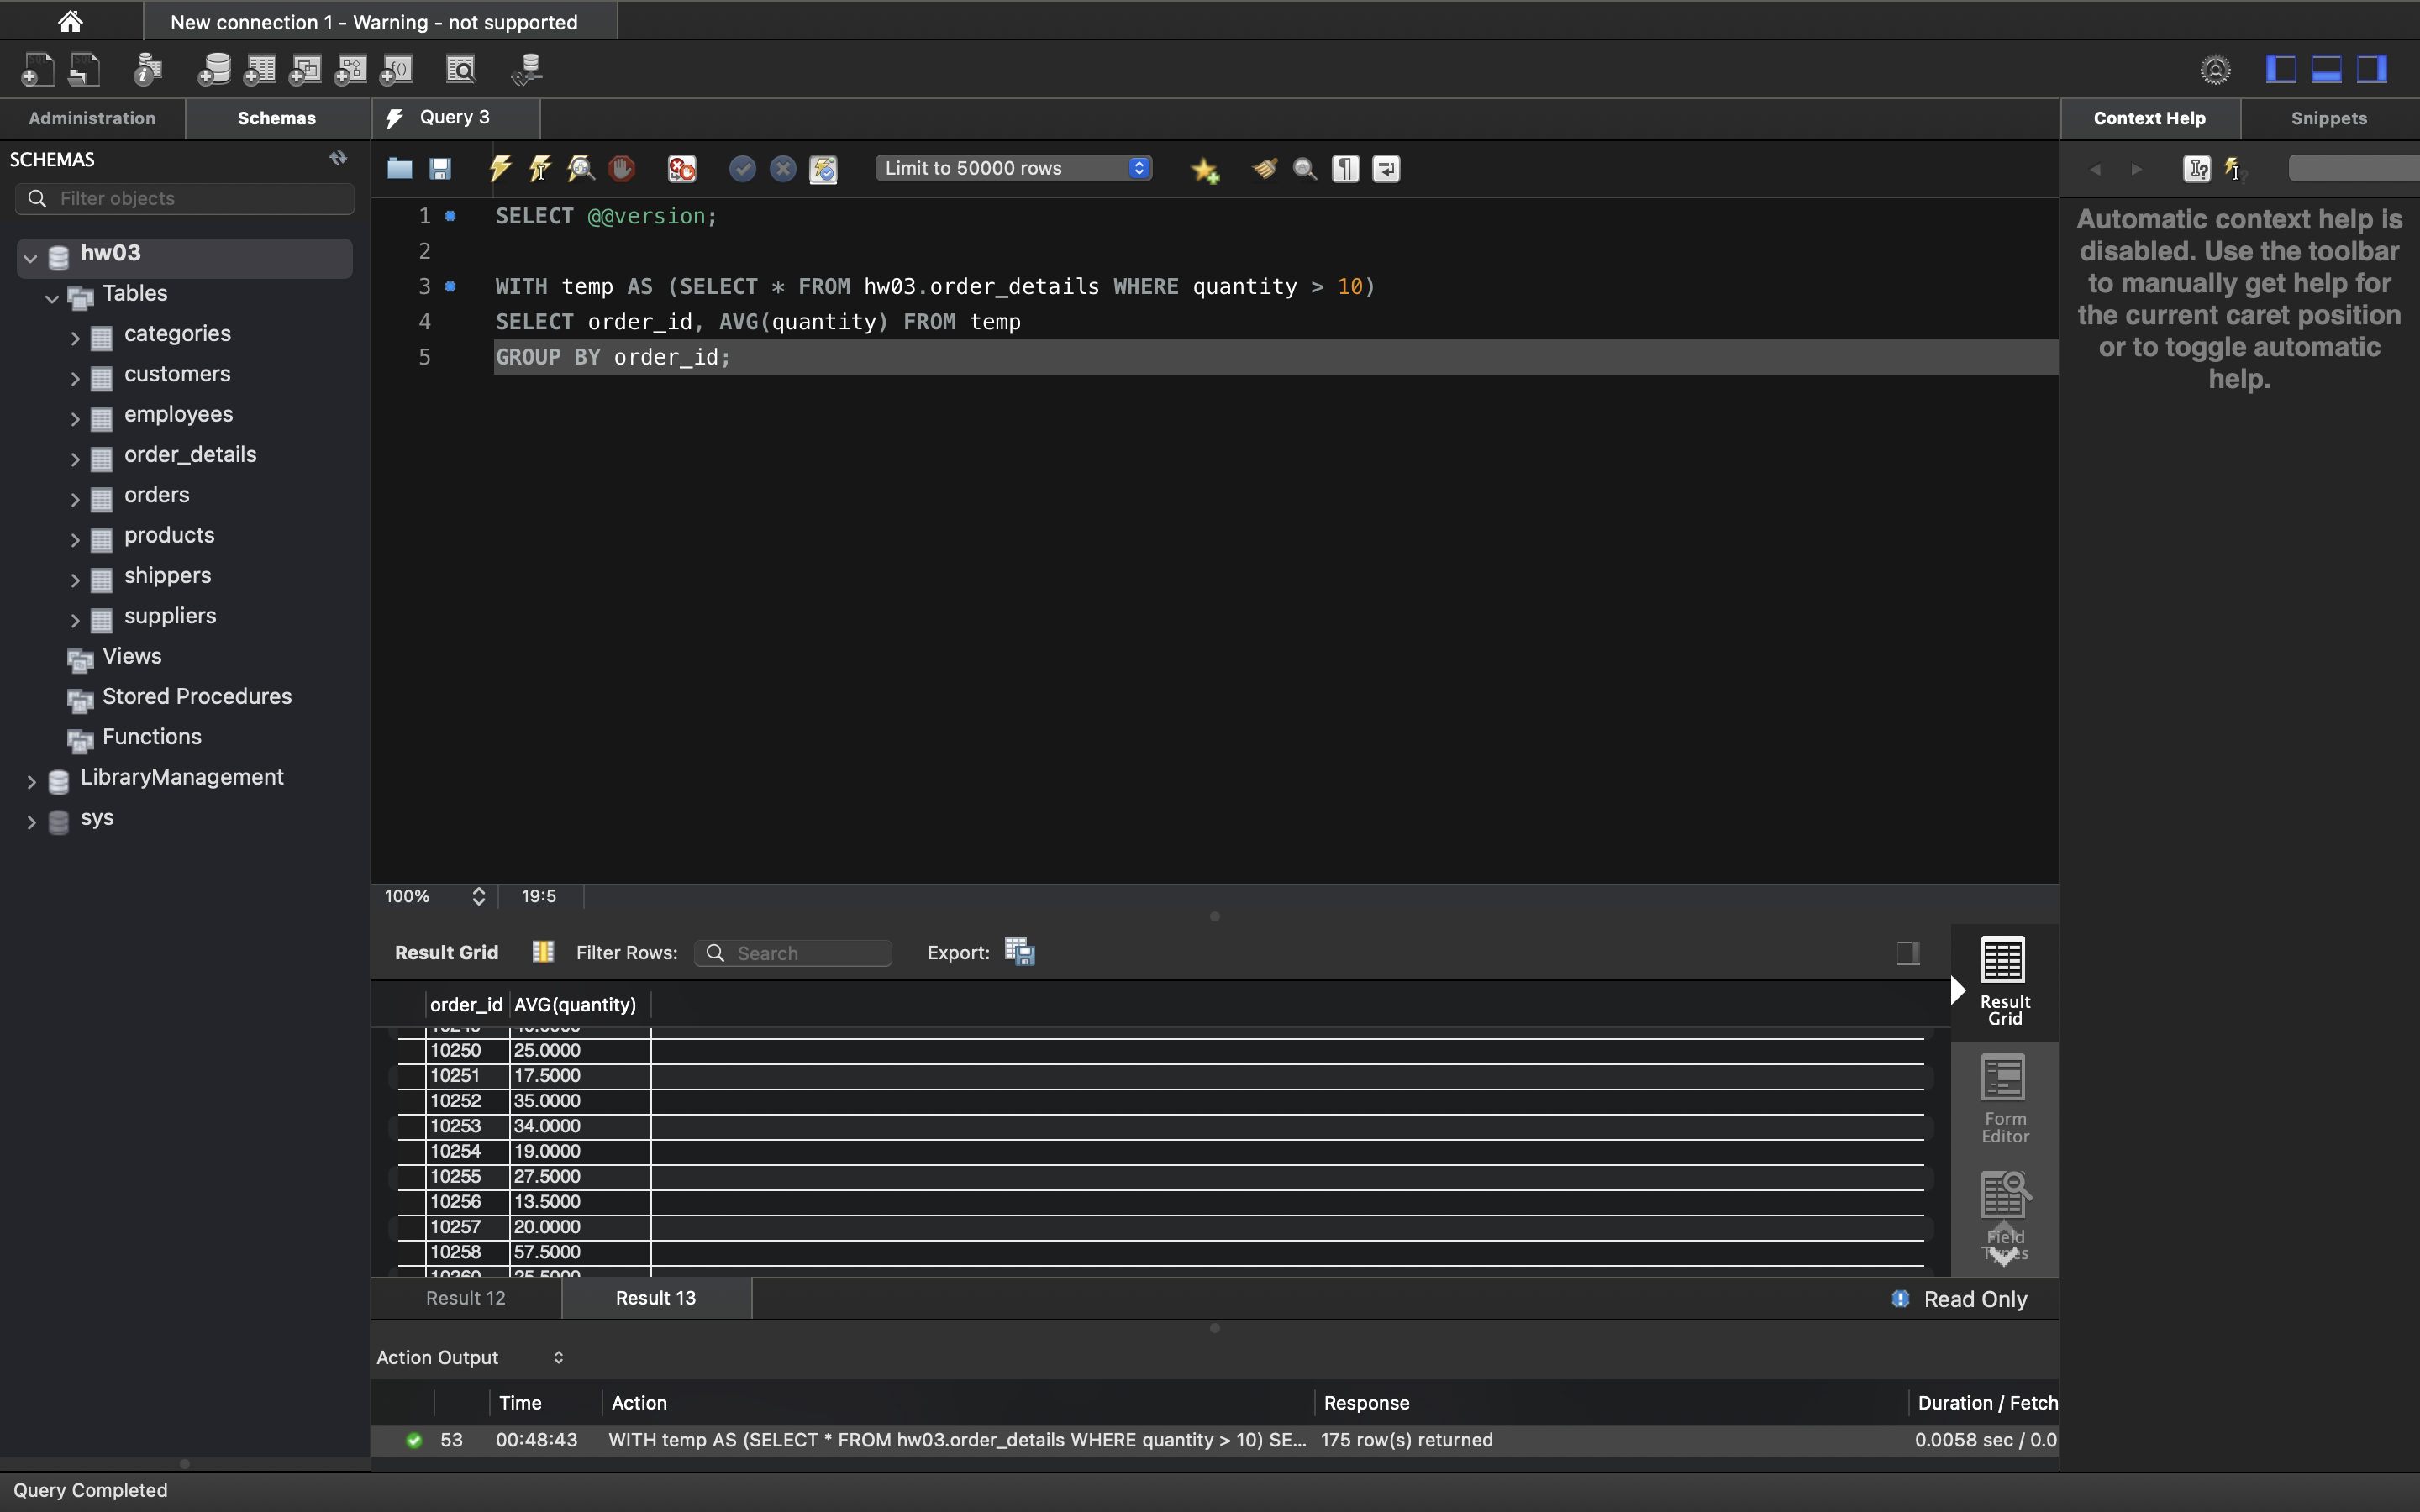 New connection 1 - Warning - not supported
Administration
Schemas
Query 3
Context Help
Snippets
SCHEMAS
Filter objects
Limit to 50000 rows
hw03
Tables
categories
customers
employees
order_details
orders
products
shippers
suppliers
Views
Stored Procedures
Functions
LibraryManagement
sys
1 SELECT @@version;
2
3 WITH temp AS (SELECT * FROM hw03.order_details WHERE quantity > 10)
4 SELECT order_id, AVG(quantity) FROM temp
5 GROUP BY order_id;
Automatic context help is
disabled. Use the toolbar
to manually get help for
the current caret position
or to toggle automatic
help.
100% 19:5
Result Grid Filter Rows: Search Export:
order_id AVG(quantity)
10250 25.0000
10251 17.5000
10252 35.0000
10253 34.0000
10254 19.0000
10255 27.5000
10256 13.5000
10257 20.0000
10258 57.5000
10260 25.5000
Result
Grid
Form
Editor
Field
Types
Result 12 Result 13 Read Only
Action Output
Time Action Response Duration / Fetch
53 00:48:43 WITH temp AS (SELECT * FROM hw03.order_details WHERE quantity > 10) SE... 175 row(s) returned 0.0058 sec / 0.0
Query Completed